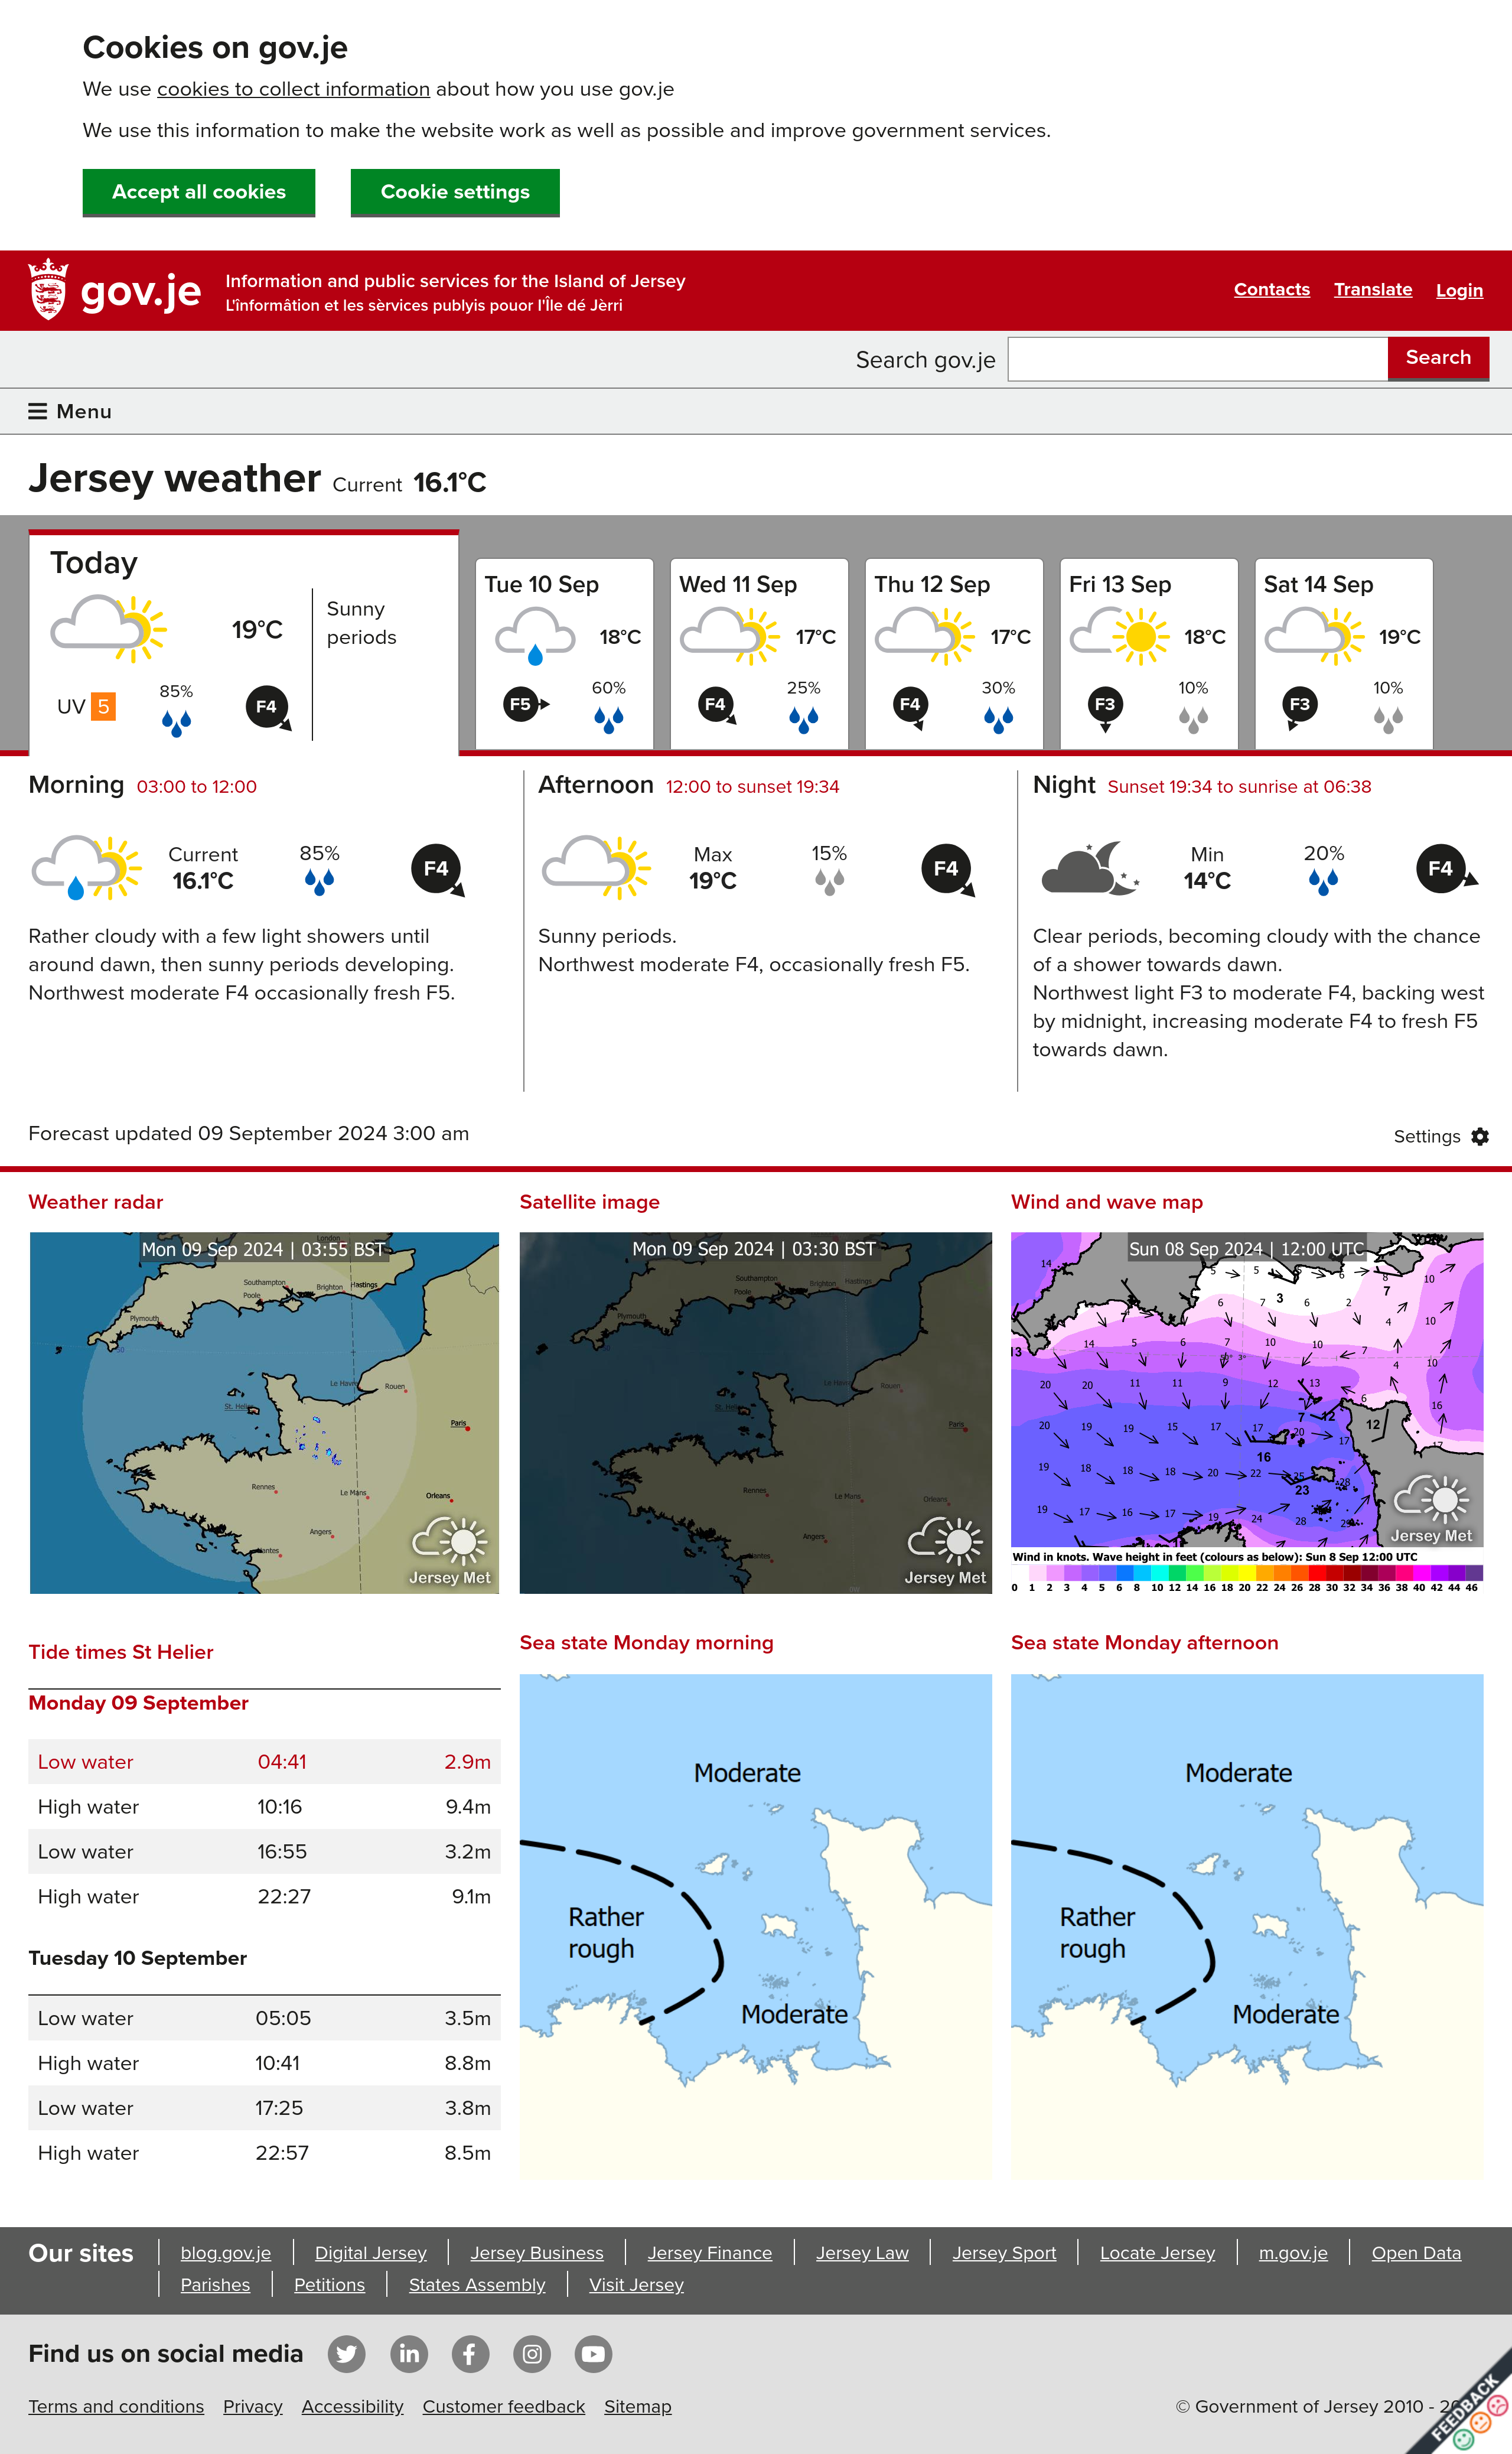 Cookies on gov.je
We use cookies to collect information about how you use gov.je
We use this information to make the website work as well as possible and improve government services.
Accept all cookies
Cookie settings
gov.je
Information and public services for the Island of Jersey
L'înformâtion et les sèrvices publyis pouor l'Île dé Jèrri
Contacts
Translate
Login
Search gov.je
Search
Menu
Jersey weather Current 16.1°C
Today
19°C
Sunny
periods
UV 5
85%
F4
Tue 10 Sep
18°C
F5
60%
Wed 11 Sep
17°C
F4
25%
Thu 12 Sep
17°C
F4
30%
Fri 13 Sep
18°C
F3
10%
Sat 14 Sep
19°C
F3
10%
Morning 03:00 to 12:00
Current
16.1°C
85%
F4
Rather cloudy with a few light showers until
around dawn, then sunny periods developing.
Northwest moderate F4 occasionally fresh F5.
Afternoon 12:00 to sunset 19:34
Max
19°C
15%
F4
Sunny periods.
Northwest moderate F4, occasionally fresh F5.
Night Sunset 19:34 to sunrise at 06:38
Min
14°C
20%
F4
Clear periods, becoming cloudy with the chance
of a shower towards dawn.
Northwest light F3 to moderate F4, backing west
by midnight, increasing moderate F4 to fresh F5
towards dawn.
Forecast updated 09 September 2024 3:00 am
Settings
Weather radar
Mon 09 Sep 2024 | 03:55 BST
London
Southampton
Brighton
Hastings
Poole
Plymouth
Le Havre
Rouen
St. Helier
Paris
Rennes
Le Mans
Orleans
Angers
Nantes
Jersey Met
Satellite image
Mon 09 Sep 2024 | 03:30 BST
Southampton
Brighton
Hastings
Poole
Plymouth
Rouen
Paris
Rennes
Le Mans
Orleans
Angers
Nantes
Jersey Met
Wind and wave map
Sun 08 Sep 2024 | 12:00 UTC
Jersey Met
Wind in knots. Wave height in feet (colours as below): Sun 8 Sep 12:00 UTC
0 1 2 3 4 5 6 8 10 12 14 16 18 20 22 24 26 28 30 32 34 36 38 40 42 44 46
Tide times St Helier
Monday 09 September
Low water 04:41 2.9m
High water 10:16 9.4m
Low water 16:55 3.2m
High water 22:27 9.1m
Tuesday 10 September
Low water 05:05 3.5m
High water 10:41 8.8m
Low water 17:25 3.8m
High water 22:57 8.5m
Sea state Monday morning
Moderate
Rather
rough
Moderate
Sea state Monday afternoon
Moderate
Rather
rough
Moderate
Our sites
blog.gov.je
Digital Jersey
Jersey Business
Jersey Finance
Jersey Law
Jersey Sport
Locate Jersey
m.gov.je
Open Data
Parishes
Petitions
States Assembly
Visit Jersey
Find us on social media
Terms and conditions
Privacy
Accessibility
Customer feedback
Sitemap
© Government of Jersey 2010 -
FEEDBACK